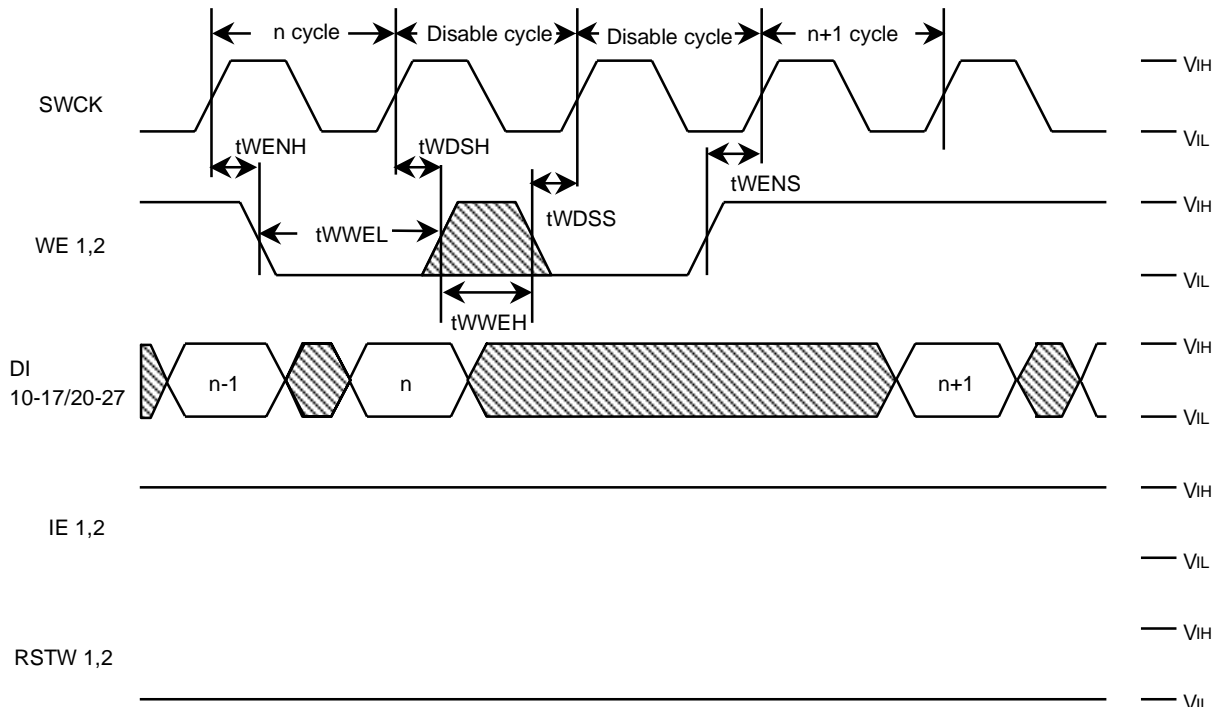 n cycle
Disable cycle
Disable cycle
n+1 cycle
SWCK
VIH
VIL
tWENH
tWDSH
tWENS
tWDSS
WE 1,2
tWWEL
tWWEH
VIH
VIL
DI
10-17/20-27
n-1
n
n+1
VIH
VIL
IE 1,2
VIH
VIL
RSTW 1,2
VIH
VIL